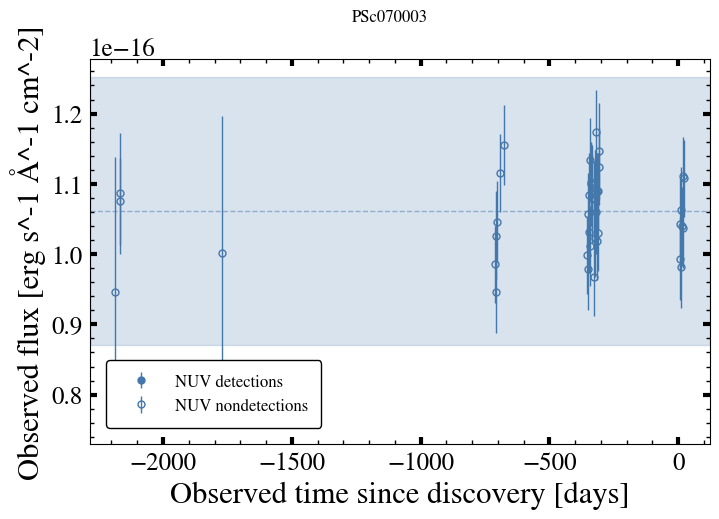 PSc070003
1e−16
Observed flux [erg s^-1 Å^-1 cm^-2]
1.2
1.1
1.0
0.9
0.8
NUV detections
NUV nondetections
−2000 −1500 −1000 −500 0
Observed time since discovery [days]